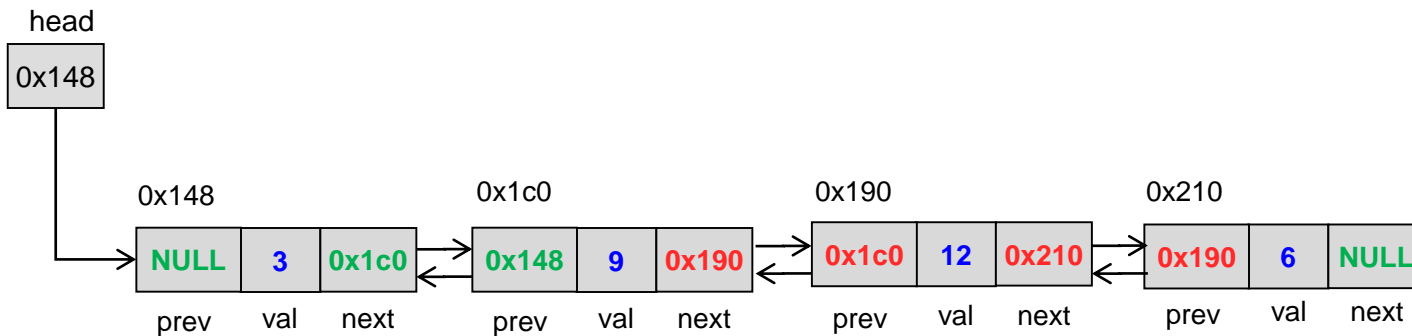 head
0x148
0x148 0x1c0 0x190 0x210
NULL 3 0x1c0 0x148 9 0x190 0x1c0 12 0x210 0x190 6 NULL
prev val next prev val next prev val next prev val next